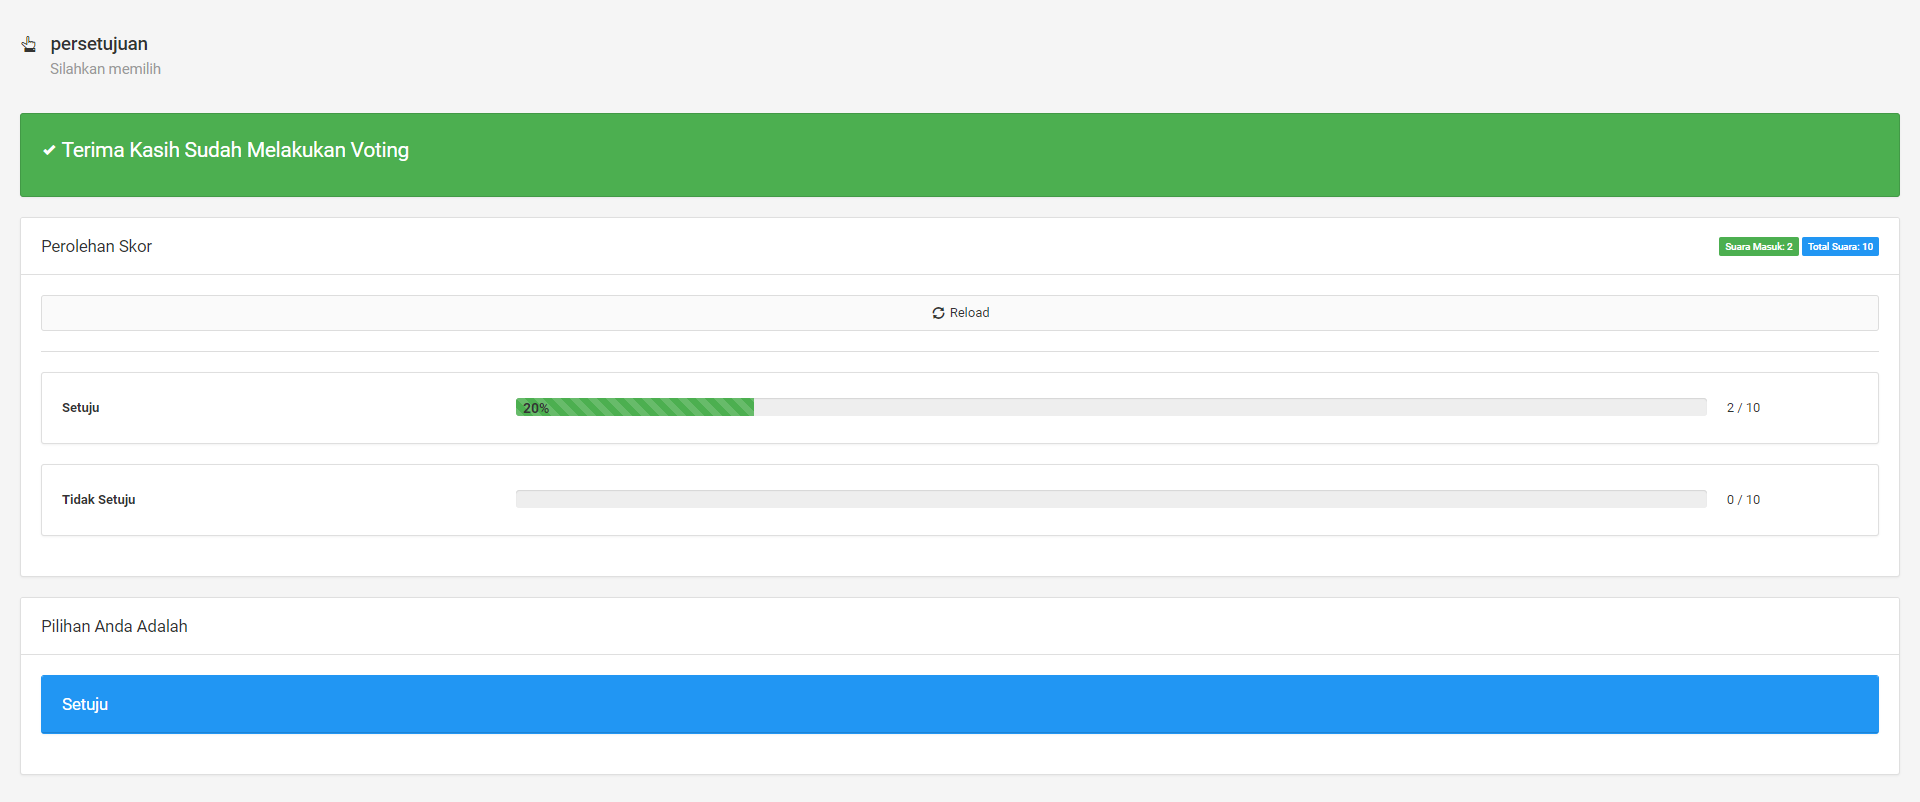 persetujuan
Silahkan memilih
Terima Kasih Sudah Melakukan Voting
Perolehan Skor
Suara Masuk: 2 Total Suara: 10
Reload
Setuju 20% 2 / 10
Tidak Setuju 0 / 10
Pilihan Anda Adalah
Setuju